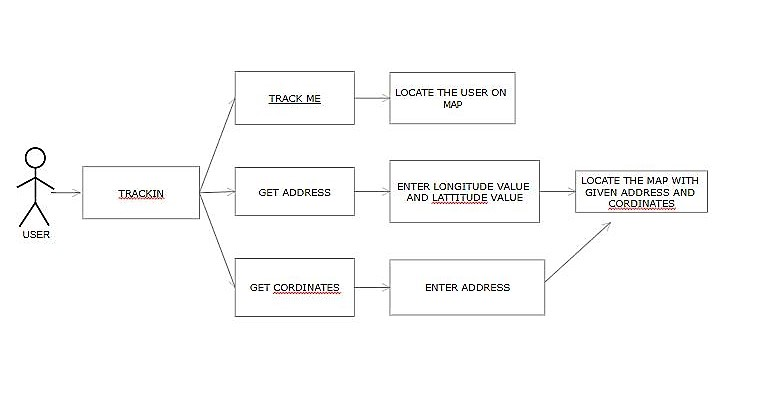 TRACK ME
LOCATE THE USER ON
MAP
USER
TRACKIN
GET ADDRESS
ENTER LONGITUDE VALUE
AND LATTITUDE VALUE
LOCATE THE MAP WITH
GIVEN ADDRESS AND
CORDINATES
GET CORDINATES
ENTER ADDRESS